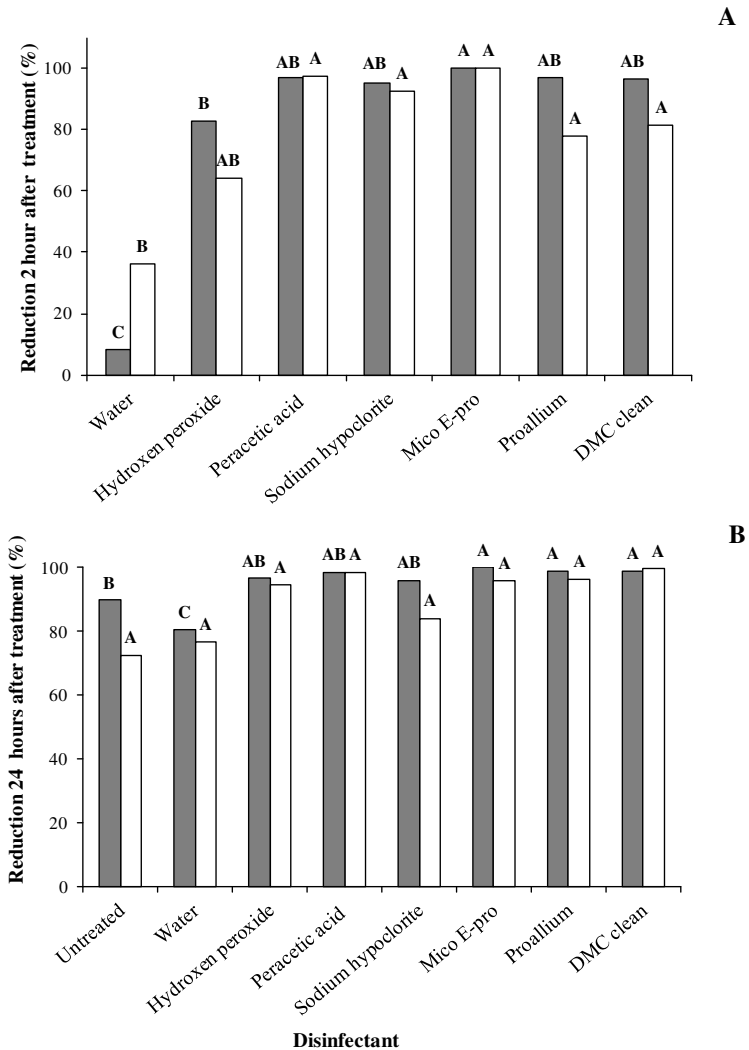 A
Reduction 2 hour after treatment (%)
100
80
60
40
20
0
C
B
B
AB
AB
A
AB
A
A
A
AB
A
AB
A
Water
Hydroxen peroxide
Peracetic acid
Sodium hypoclorite
Mico E-pro
Proallium
DMC clean
B
Reduction 24 hours after treatment (%)
100
80
60
40
20
0
B
A
C
A
AB
A
AB
A
AB
A
A
A
A
A
A
A
Untreated
Water
Hydroxen peroxide
Peracetic acid
Sodium hypoclorite
Mico E-pro
Proallium
DMC clean
Disinfectant